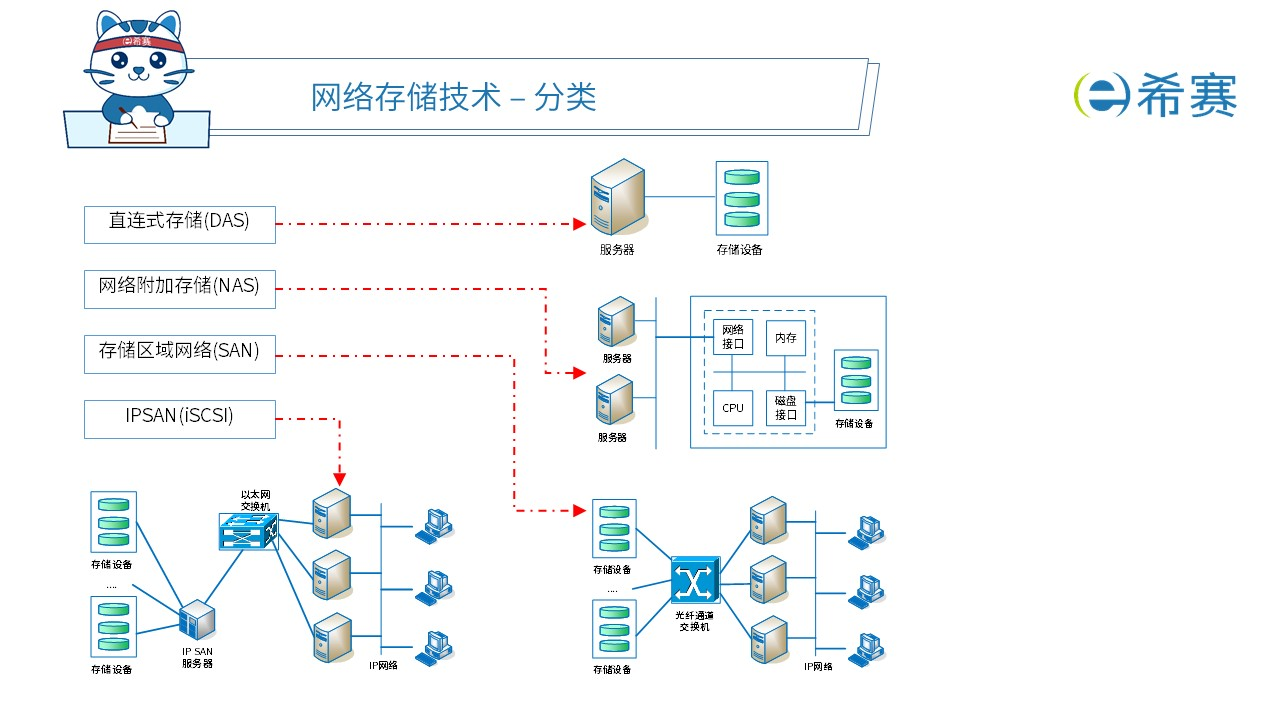 (e)希赛
网络存储技术 – 分类
(e)希赛
直连式存储(DAS)
服务器
存储设备
网络附加存储(NAS)
服务器
服务器
网络
接口
内存
CPU
磁盘
接口
存储设备
存储区域网络(SAN)
IPSAN(iSCSI)
以太网
交换机
存储设备
....
存储设备
IP SAN
服务器
IP网络
存储设备
....
存储设备
光纤通道
交换机
IP网络